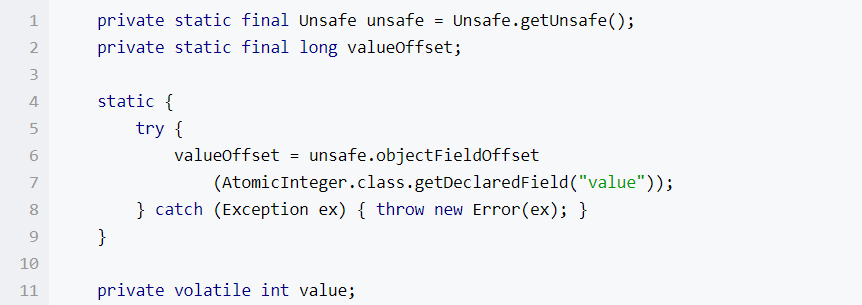 1 private static final Unsafe unsafe = Unsafe.getUnsafe();
2 private static final long valueOffset;
3
4 static {
5 try {
6 valueOffset = unsafe.objectFieldOffset
7 (AtomicInteger.class.getDeclaredField("value"));
8 } catch (Exception ex) { throw new Error(ex); }
9 }
10
11 private volatile int value;